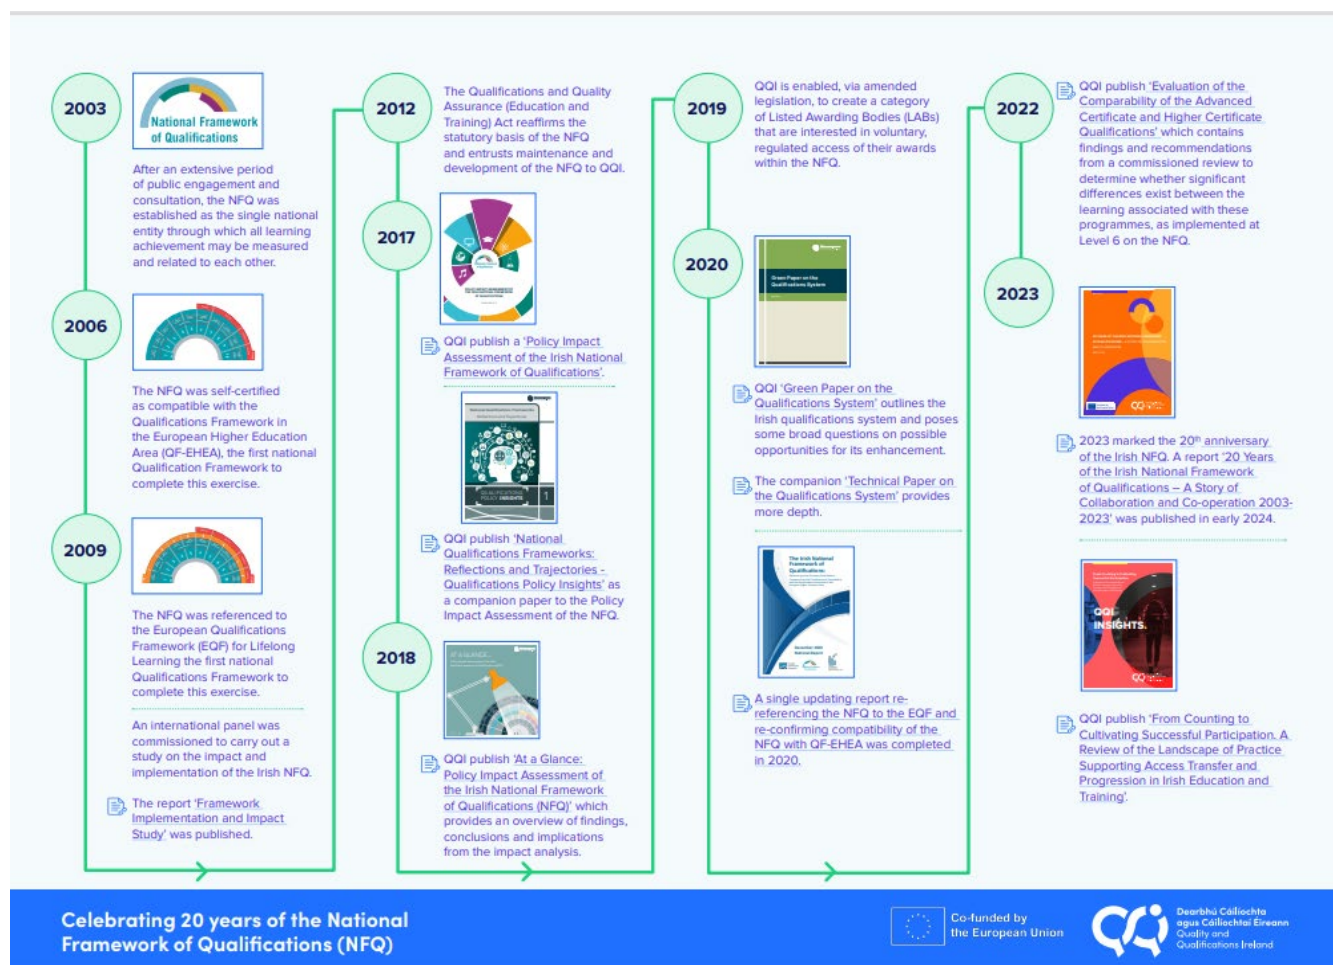 2003
National Framework
of Qualifications
After an extensive period
of public engagement and
consultation, the NFQ was
established as the single national
entity through which all learning
achievement may be measured
and related to each other.
2006
The NFQ was self-certified
as compatible with the
Qualifications Framework in
the European Higher Education
Area (QF-EHEA), the first national
Qualification Framework to
complete this exercise.
2009
The NFQ was referenced to
the European Qualifications
Framework (EQF) for Lifelong
Learning the first national
Qualifications Framework to
complete this exercise.
An international panel was
commissioned to carry out a
study on the impact and
implementation of the Irish NFQ.
The report 'Framework
Implementation and Impact
Study' was published.
2012
The Qualifications and Quality
Assurance (Education and
Training) Act reaffirms the
statutory basis of the NFQ
and entrusts maintenance and
development of the NFQ to QQI.
2017
QQI publish a 'Policy Impact
Assessment of the Irish National
Framework of Qualifications'.
QUALIFICATIONS
POLICY INSIGHTS 1
QQI publish 'National
Qualifications Frameworks:
Reflections and Trajectories -
Qualifications Policy Insights' as
a companion paper to the Policy
Impact Assessment of the NFQ.
2018
AT A GLANCE
QQI publish 'At a Glance:
Policy Impact Assessment of
the Irish National Framework
of Qualifications (NFQ)' which
provides an overview of findings,
conclusions and implications
from the impact analysis.
2019
QQI is enabled, via amended
legislation, to create a category
of Listed Awarding Bodies (LABs)
that are interested in voluntary,
regulated access of their awards
within the NFQ.
2020
Green Paper on the
Qualifications System
QQI 'Green Paper on the
Qualifications System' outlines the
Irish qualifications system and poses
some broad questions on possible
opportunities for its enhancement.
The companion 'Technical Paper on
the Qualifications System' provides
more depth.
The Irish National
Framework of
Qualifications:
A single updating report re-
referencing the NFQ to the EQF and
re-confirming compatibility of the
NFQ with QF-EHEA was completed
in 2020.
2022
QQI publish 'Evaluation of the
Comparability of the Advanced
Certificate and Higher Certificate
Qualifications' which contains
findings and recommendations
from a commissioned review to
determine whether significant
differences exist between the
learning associated with these
programmes, as implemented at
Level 6 on the NFQ.
2023
2023 marked the 20th anniversary
of the Irish NFQ. A report '20 Years
of the Irish National Framework
of Qualifications – A Story of
Collaboration and Co-operation 2003-
2023' was published in early 2024.
QQI
INSIGHTS.
QQI publish 'From Counting to
Cultivating Successful Participation. A
Review of the Landscape of Practice
Supporting Access Transfer and
Progression in Irish Education and
Training'.
Celebrating 20 years of the National
Framework of Qualifications (NFQ)
Co-funded by
the European Union
QQI
Dearbhú Cáilíochta
agus Cáilíochtaí Éireann
Quality and
Qualifications Ireland